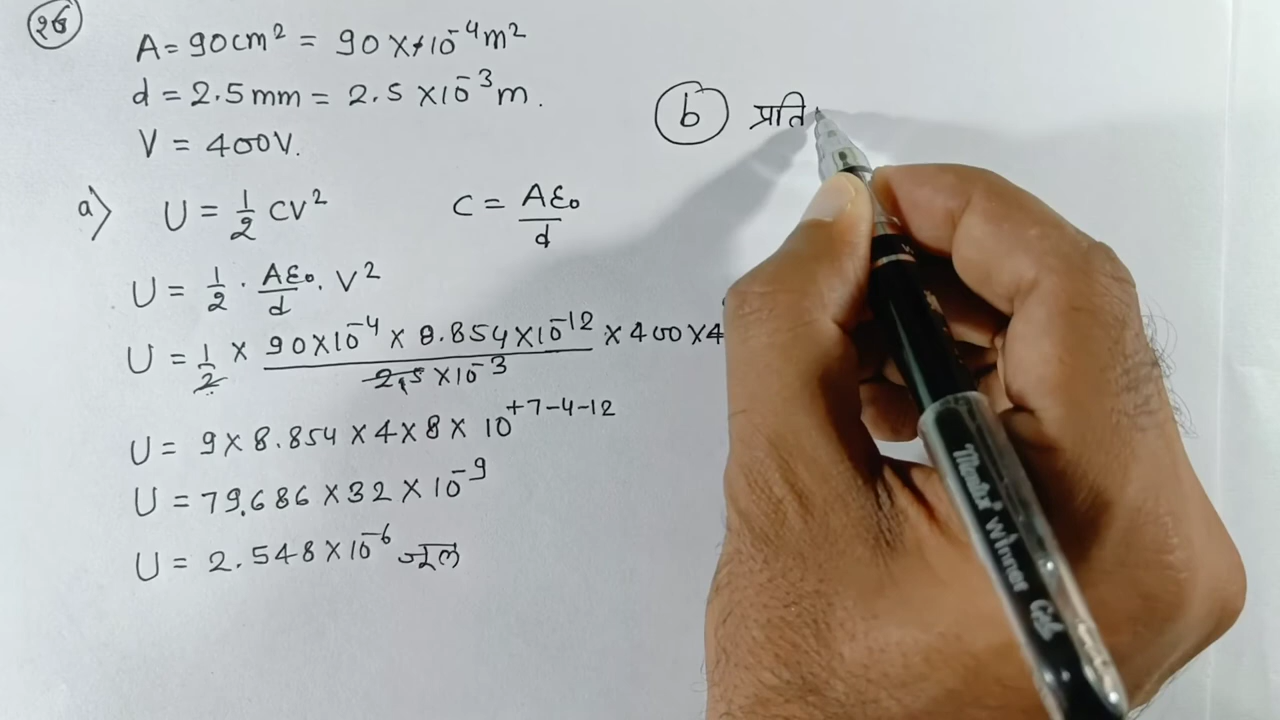 २६
A = 90cm² = 90 × 10⁻⁴m²
d = 2.5mm = 2.5 ×10⁻³m.
V = 400V.
a) U = 1/2 CV² C = Aε₀/d
U = 1/2 · Aε₀/d · V²
U = 1/2 × 90×10⁻⁴ × 8.854×10⁻¹² / 2.5 ×10⁻³ × 400×4
U = 9 × 8.854 × 4 × 8 × 10⁺⁷⁻⁴⁻¹²
U = 79.686 × 32 × 10⁻⁹
U = 2.548×10⁻⁶ जूल
b प्रति
Montex Winner Gel